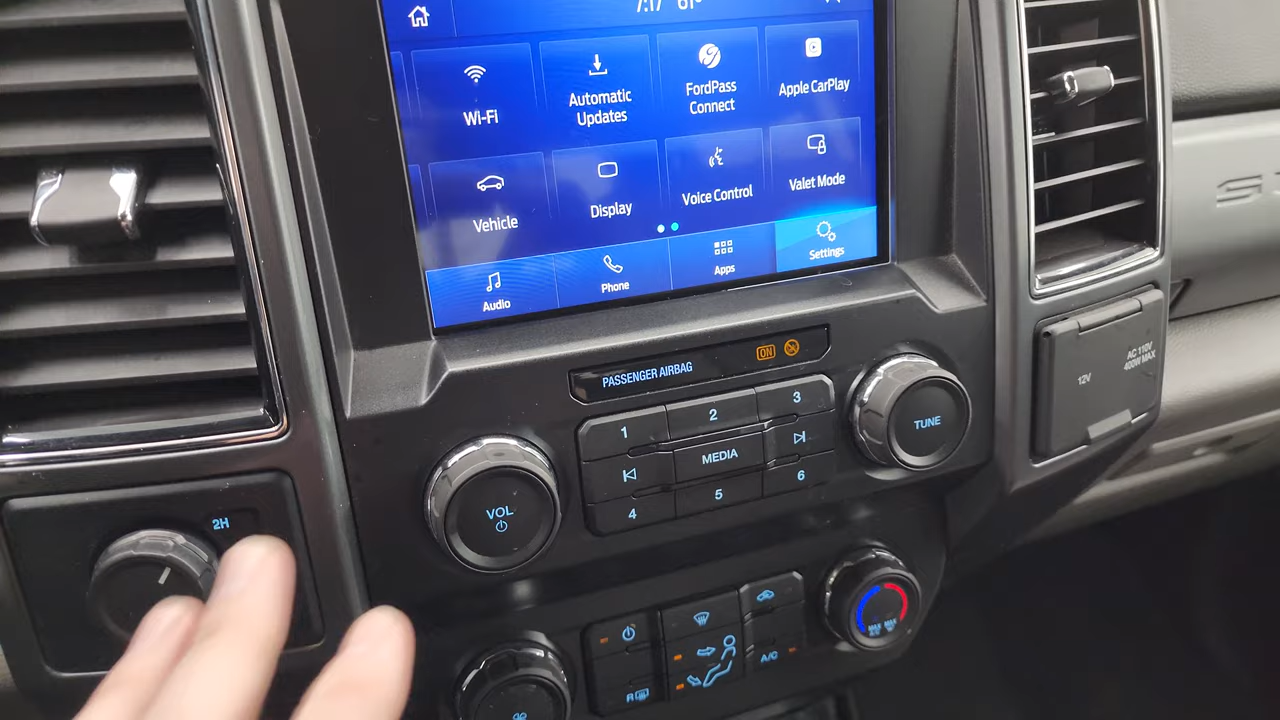 7:17 61°
Wi-Fi
Automatic
Updates
FordPass
Connect
Apple CarPlay
Vehicle
Display
Voice Control
Valet Mode
Audio
Phone
Apps
Settings
PASSENGER AIRBAG
ON
1
2
3
MEDIA
4
5
6
VOL
TUNE
12V
AC 110V
400W MAX
2H
R
A/C
MAX
A/C
MAX